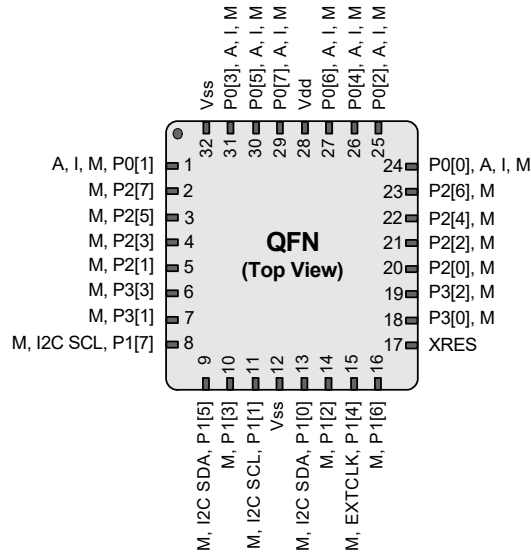 Vss
P0[3], A, I, M
P0[5], A, I, M
P0[7], A, I, M
Vdd
P0[6], A, I, M
P0[4], A, I, M
P0[2], A, I, M
32
31
30
29
28
27
26
25
A, I, M, P0[1]
1
M, P2[7]
2
M, P2[5]
3
M, P2[3]
4
M, P2[1]
5
M, P3[3]
6
M, P3[1]
7
M, I2C SCL, P1[7]
8
QFN
(Top View)
24
P0[0], A, I, M
23
P2[6], M
22
P2[4], M
21
P2[2], M
20
P2[0], M
19
P3[2], M
18
P3[0], M
17
XRES
9
10
11
12
13
14
15
16
M, I2C SDA, P1[5]
M, P1[3]
M, I2C SCL, P1[1]
Vss
M, I2C SDA, P1[0]
M, P1[2]
M, EXTCLK, P1[4]
M, P1[6]